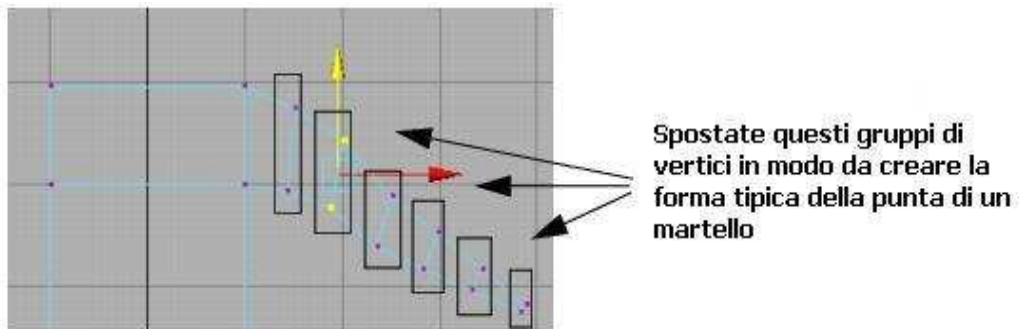 Spostate questi gruppi di
vertici in modo da creare la
forma tipica della punta di un
martello